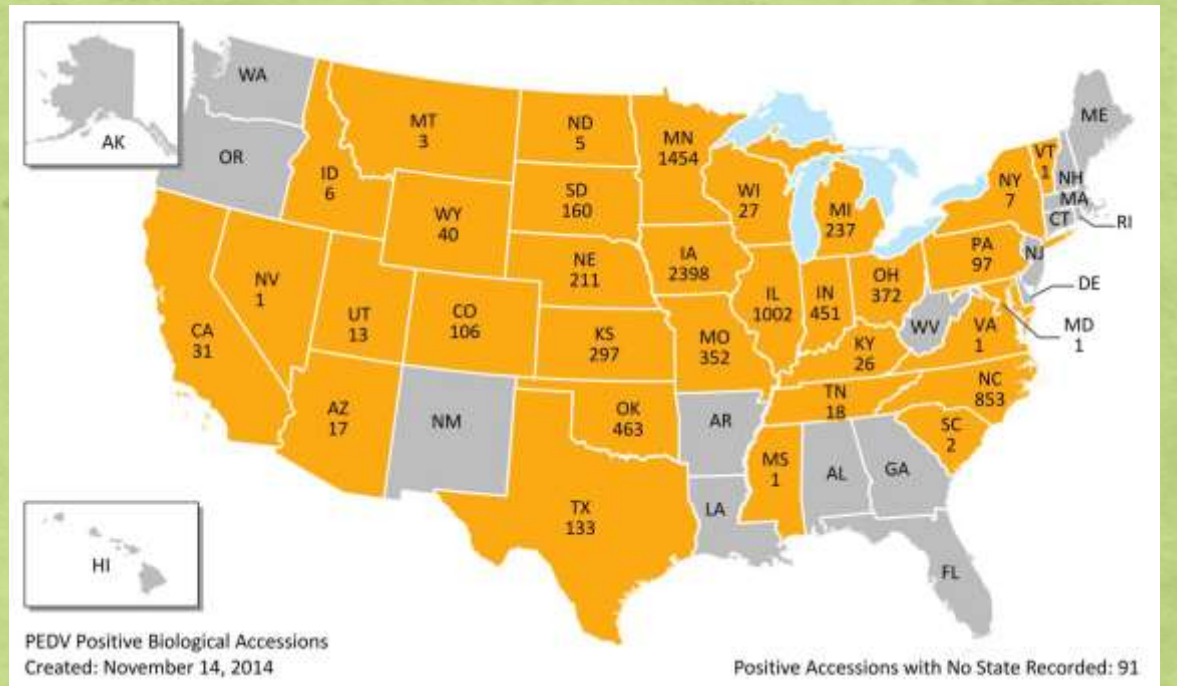 AK
WA
OR
ID
6
MT
3
ND
5
MN
1454
WI
27
MI
237
NY
7
VT
1
NH
ME
MA
CT
RI
WY
40
SD
160
NE
211
IA
2398
IL
1002
IN
451
OH
372
PA
97
NJ
DE
MD
1
WV
VA
1
CA
31
NV
1
UT
13
CO
106
KS
297
MO
352
KY
26
TN
18
NC
853
SC
2
AZ
17
NM
OK
463
AR
MS
1
AL
GA
TX
133
LA
FL
HI
PEDV Positive Biological Accessions
Created: November 14, 2014
Positive Accessions with No State Recorded: 91